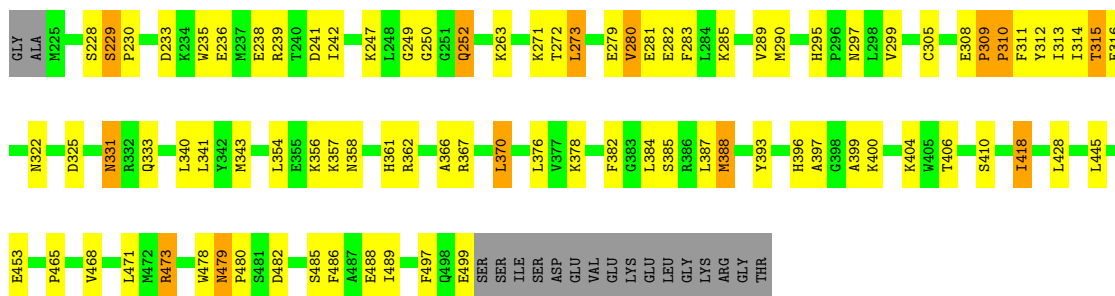 GLY ALA M225 S228 S229 P230 D233 K234 W235 E236 M237 E238 R239 T240 D241 I242 K247 L248 G249 G250 G251 Q252 K263 K271 T272 L273 E279 V280 E281 E282 F283 L284 K285 V289 M290 H295 P296 N297 L298 V299 C305 E308 P309 P310 F311 Y312 I313 I314 T315
N322 D325 N331 R332 Q333 L340 L341 Y342 M343 L354 E355 K356 K357 N358 H361 R362 A366 R367 L370 L376 V377 K378 F382 G383 L384 S385 R386 L387 M388 Y393 H396 A397 G398 A399 K400 K404 W405 T406 S410 I418 L428 L445
E453 P465 V468 L471 M472 R473 W478 N479 P480 S481 D482 S485 F486 A487 E488 I489 F497 Q498 E499 SER SER ILE SER ASP GLU VAL GLU LYS GLU LEU GLY LYS ARG GLY THR